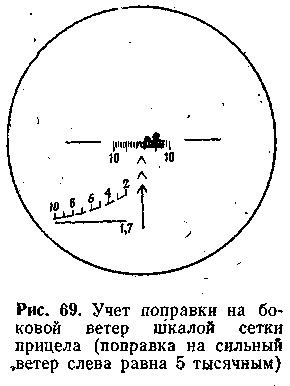 10 10
10 8 6 4 2
1,7
Рис. 69. Учет поправки на бо-
ковой ветер шкалой сетки
прицела (поправка на сильный
ветер слева равна 5 тысячным)